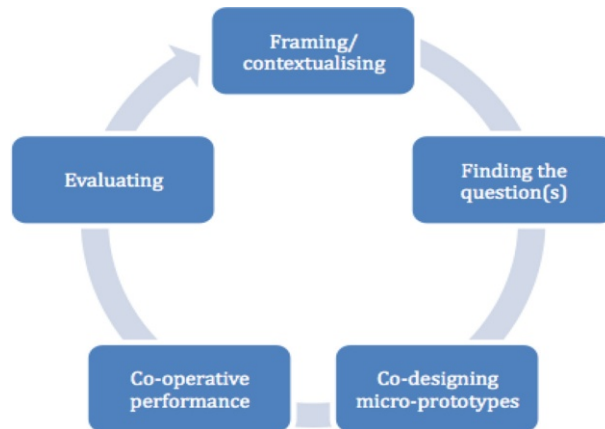 Framing/
contextualising
Finding the
question(s)
Co-designing
micro-prototypes
Co-operative
performance
Evaluating